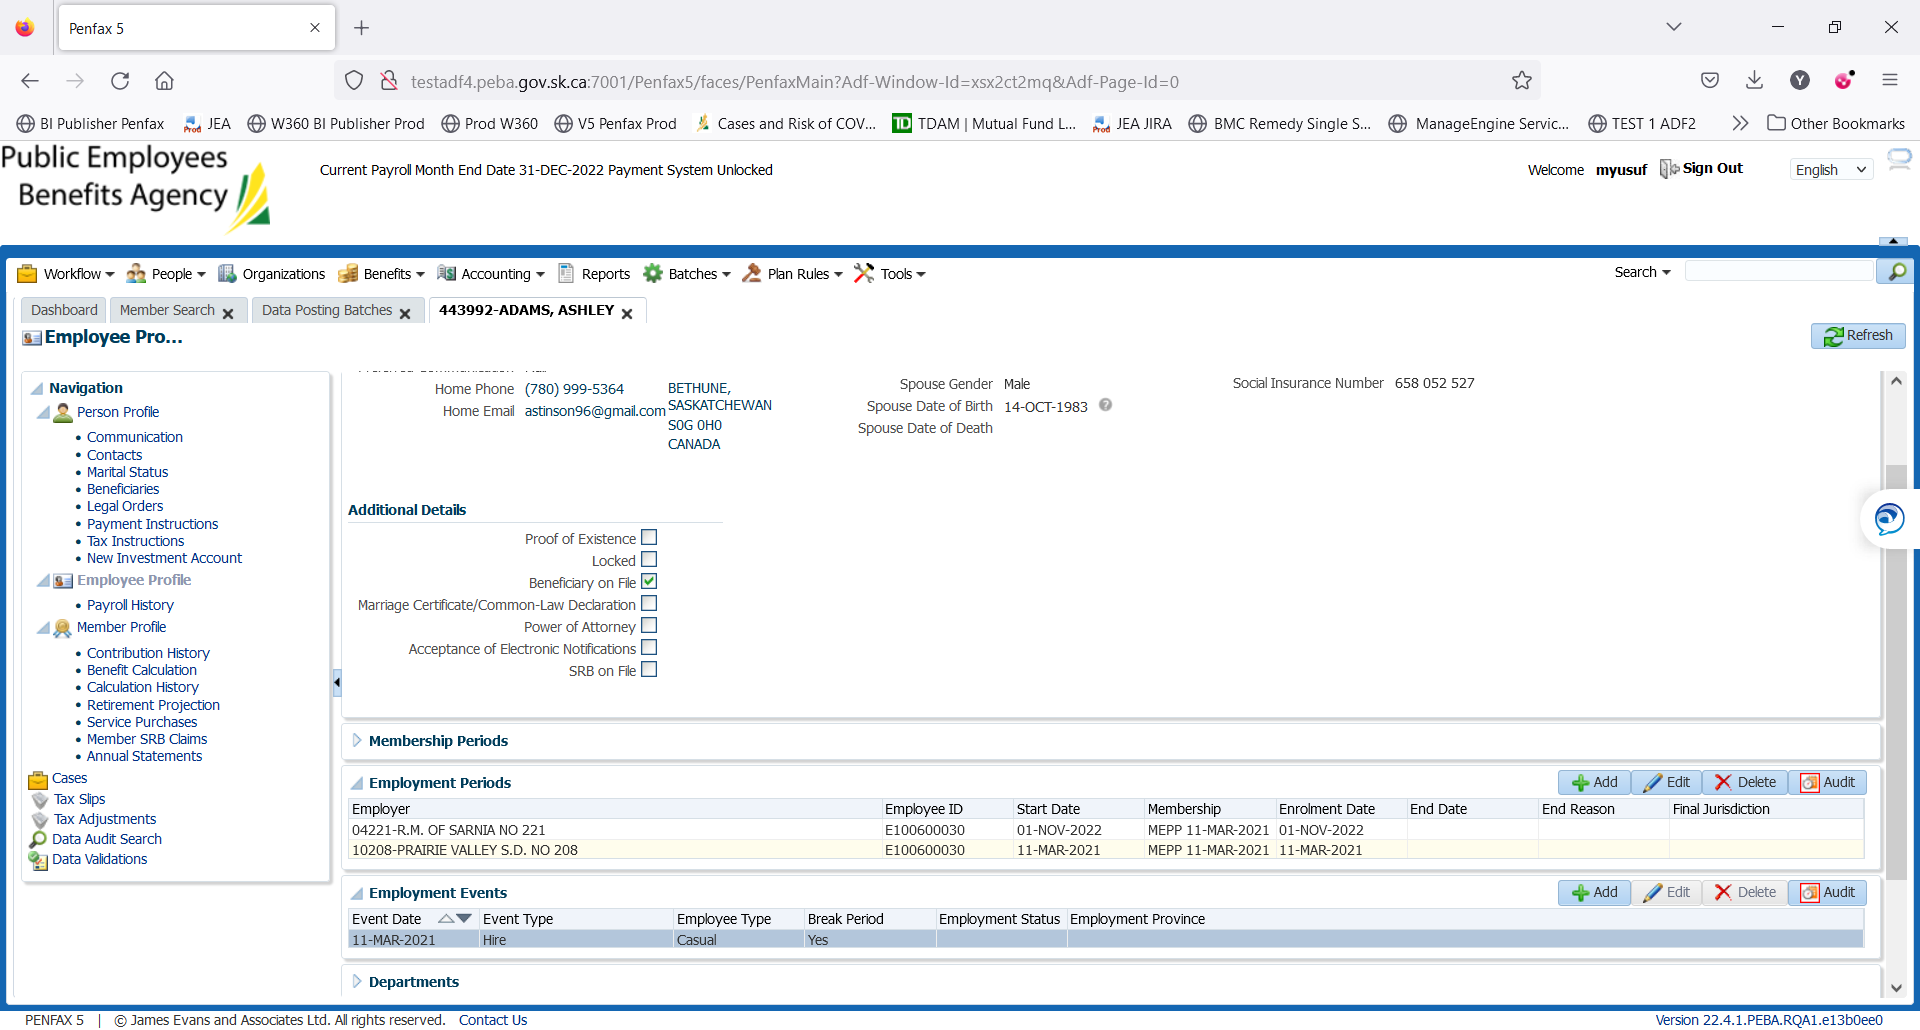 Penfax 5
testadf4.peba.gov.sk.ca:7001/Penfax5/faces/PenfaxMain?Adf-Window-Id=xsx2ct2mq&Adf-Page-Id=0
Y
BI Publisher Penfax JEA W360 BI Publisher Prod Prod W360 V5 Penfax Prod Cases and Risk of COV... TDAM | Mutual Fund L... JEA JIRA BMC Remedy Single S... ManageEngine Servic... TEST 1 ADF2 Other Bookmarks
Public Employees
Benefits Agency
Current Payroll Month End Date 31-DEC-2022 Payment System Unlocked
Welcome myusuf Sign Out English
Workflow People Organizations Benefits Accounting Reports Batches Plan Rules Tools Search
Dashboard Member Search Data Posting Batches 443992-ADAMS, ASHLEY
Employee Pro... Refresh
Navigation
Person Profile
Communication
Contacts
Marital Status
Beneficiaries
Legal Orders
Payment Instructions
Tax Instructions
New Investment Account
Employee Profile
Payroll History
Member Profile
Contribution History
Benefit Calculation
Calculation History
Retirement Projection
Service Purchases
Member SRB Claims
Annual Statements
Cases
Tax Slips
Tax Adjustments
Data Audit Search
Data Validations
Home Phone (780) 999-5364
Home Email astinson96@gmail.com
BETHUNE,
SASKATCHEWAN
S0G 0H0
CANADA
Spouse Gender Male
Spouse Date of Birth 14-OCT-1983
Spouse Date of Death
Social Insurance Number 658 052 527
Additional Details
Proof of Existence
Locked
Beneficiary on File
Marriage Certificate/Common-Law Declaration
Power of Attorney
Acceptance of Electronic Notifications
SRB on File
Membership Periods
Employment Periods Add Edit Delete Audit
Employer Employee ID Start Date Membership Enrolment Date End Date End Reason Final Jurisdiction
04221-R.M. OF SARNIA NO 221 E100600030 01-NOV-2022 MEPP 11-MAR-2021 01-NOV-2022
10208-PRAIRIE VALLEY S.D. NO 208 E100600030 11-MAR-2021 MEPP 11-MAR-2021 11-MAR-2021
Employment Events Add Edit Delete Audit
Event Date Event Type Employee Type Break Period Employment Status Employment Province
11-MAR-2021 Hire Casual Yes
Departments
PENFAX 5 | © James Evans and Associates Ltd. All rights reserved. Contact Us
Version 22.4.1.PEBA.RQA1.e13b0ee0